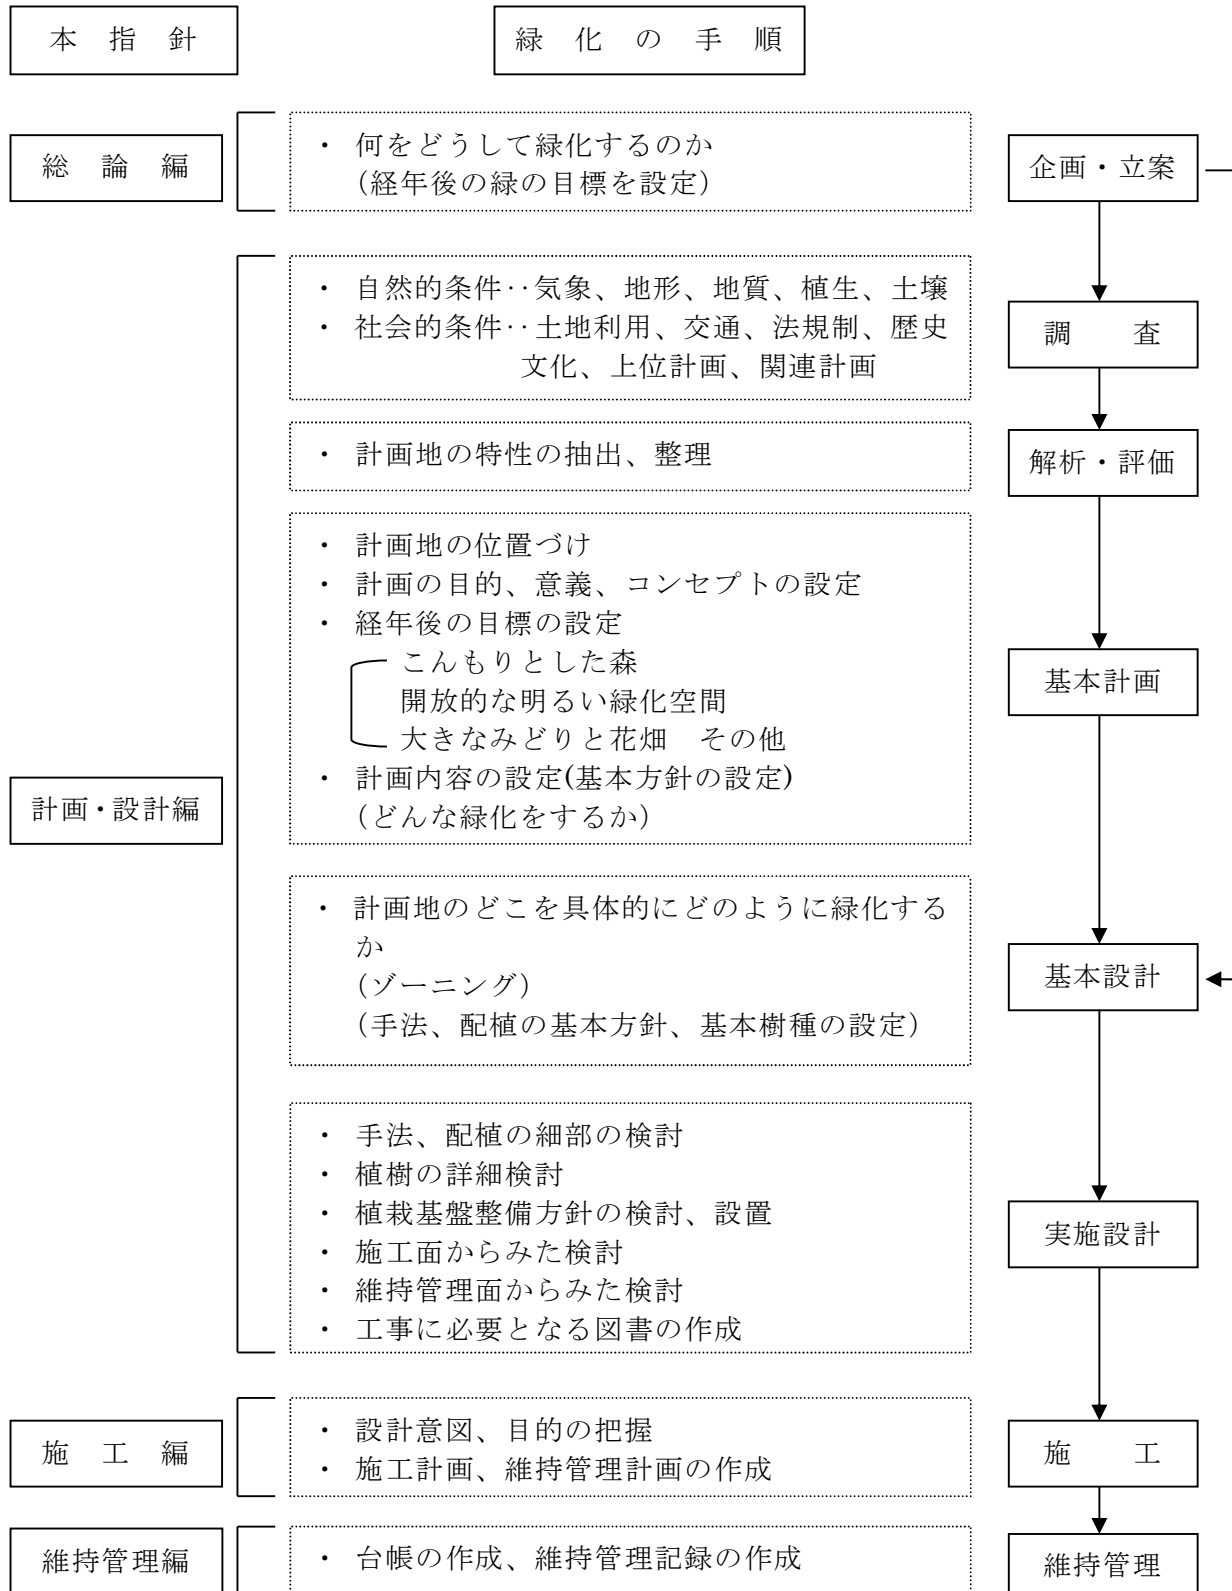 本指針
緑化の手順
総論編
・ 何をどうして緑化するのか
(経年後の緑の目標を設定)
企画・立案
・ 自然的条件‥気象、地形、地質、植生、土壌
・ 社会的条件‥土地利用、交通、法規制、歴史
文化、上位計画、関連計画
調査
・ 計画地の特性の抽出、整理
解析・評価
・ 計画地の位置づけ
・ 計画の目的、意義、コンセプトの設定
・ 経年後の目標の設定
こんもりとした森
開放的な明るい緑化空間
大きなみどりと花畑 その他
・ 計画内容の設定(基本方針の設定)
(どんな緑化をするか)
基本計画
計画・設計編
・ 計画地のどこを具体的にどのように緑化する
か
(ゾーニング)
(手法、配植の基本方針、基本樹種の設定)
基本設計
・ 手法、配植の細部の検討
・ 植樹の詳細検討
・ 植栽基盤整備方針の検討、設置
・ 施工面からみた検討
・ 維持管理面からみた検討
・ 工事に必要となる図書の作成
実施設計
施工編
・ 設計意図、目的の把握
・ 施工計画、維持管理計画の作成
施工
維持管理編
・ 台帳の作成、維持管理記録の作成
維持管理